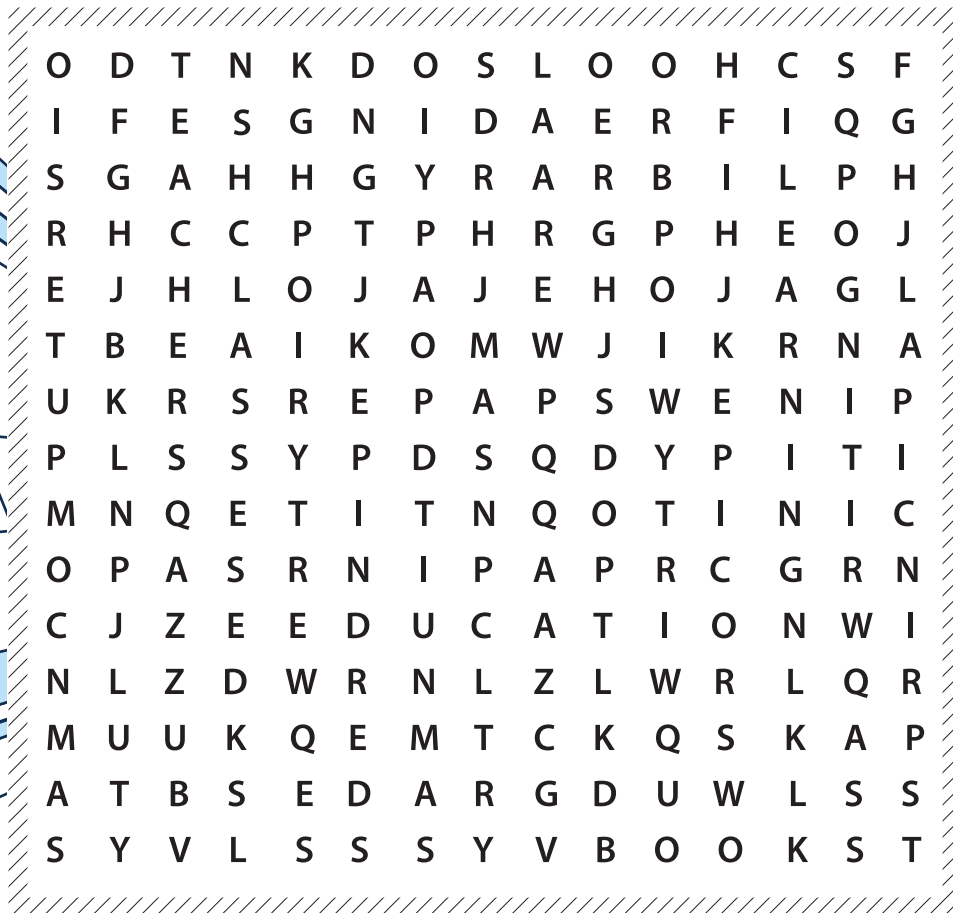 O D T N K D O S L O O H C S F
I F E S G N I D A E R F I Q G
S G A H H G Y R A R B I L P H
R H C C P T P H R G P H E O J
E J H L O J A J E H O J A G L
T B E A I K O M W J I K R N A
U K R S R E P A P S W E N I P
P L S S Y P D S Q D Y P I T I
M N Q E T I T N Q O T I N I C
O P A S R N I P A P R C G R N
C J Z E E D U C A T I O N W I
N L Z D W R N L Z L W R L Q R
M U U K Q E M T C K Q S K A P
A T B S E D A R G D U W L S S
S Y V L S S S Y V B O O K S T